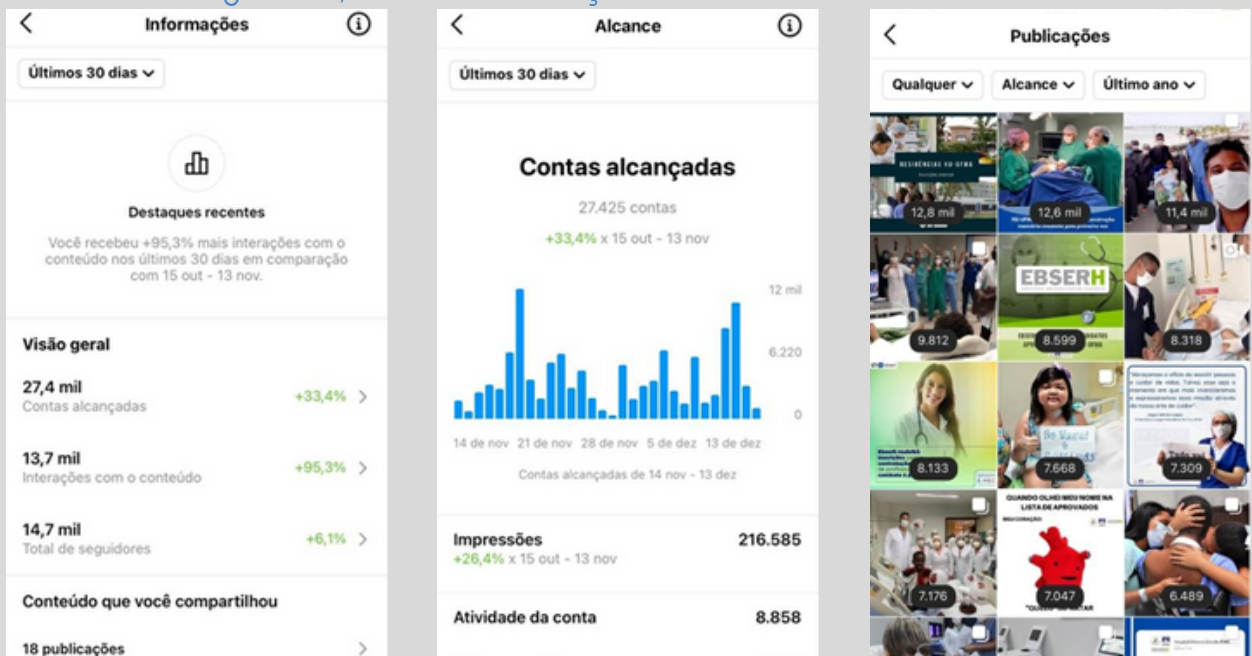 Informações
Últimos 30 dias
Destaques recentes
Você recebeu +95,3% mais interações com o
conteúdo nos últimos 30 dias em comparação
com 15 out - 13 nov.
Visão geral
27,4 mil
Contas alcançadas
+33,4%
13,7 mil
Interações com o conteúdo
+95,3%
14,7 mil
Total de seguidores
+6,1%
Conteúdo que você compartilhou
18 publicações
Alcance
Últimos 30 dias
Contas alcançadas
27.425 contas
+33,4% x 15 out - 13 nov
12 mil
6.220
0
14 de nov 21 de nov 28 de nov 5 de dez 13 de dez
Contas alcançadas de 14 nov - 13 dez
Impressões
216.585
+26,4% x 15 out - 13 nov
Atividade da conta
8.858
Publicações
Qualquer Alcance Último ano
RESIDÊNCIAS HU-UFMA
12,8 mil
12,6 mil
11,4 mil
EBSERH
9.812
8.599
8.318
8.133
7.668
7.309
QUANDO OLHEI MEU NOME NA
LISTA DE APROVADOS
MEU CORAÇÃO:
7.176
7.047
6.489